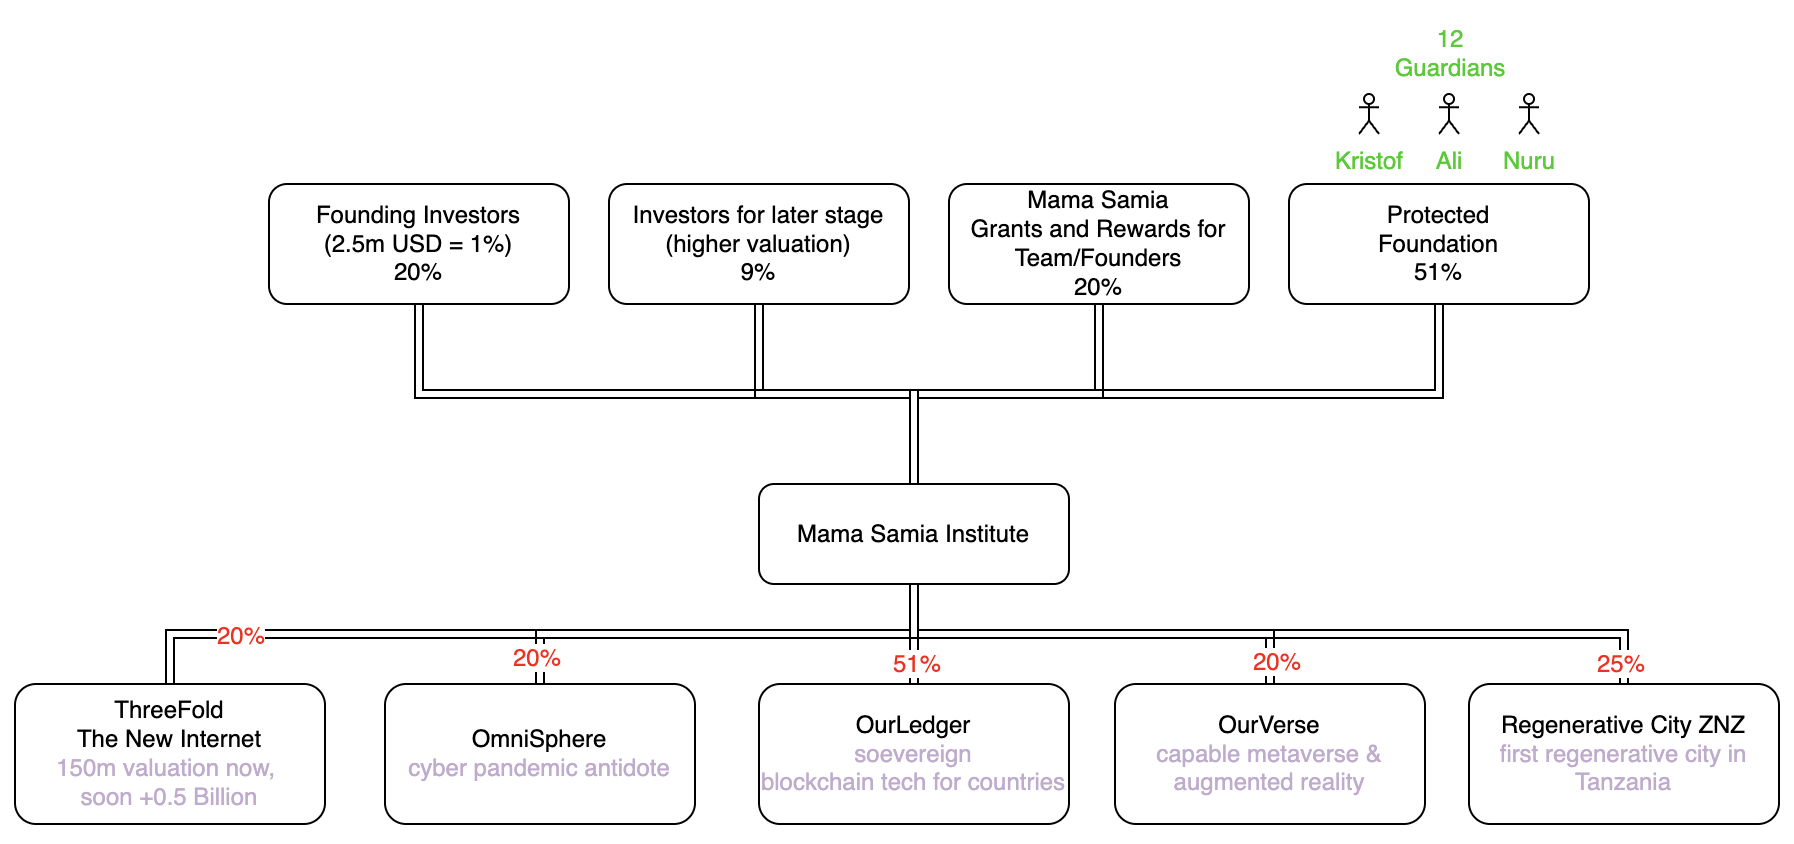 12
Guardians
Kristof
Ali
Nuru
Founding Investors
(2.5m USD = 1%)
20%
Investors for later stage
(higher valuation)
9%
Mama Samia
Grants and Rewards for
Team/Founders
20%
Protected
Foundation
51%
Mama Samia Institute
20%
20%
51%
20%
25%
ThreeFold
The New Internet
150m valuation now,
soon +0.5 Billion
OmniSphere
cyber pandemic antidote
OurLedger
soevereign
blockchain tech for countries
OurVerse
capable metaverse &
augmented reality
Regenerative City ZNZ
first regenerative city in
Tanzania